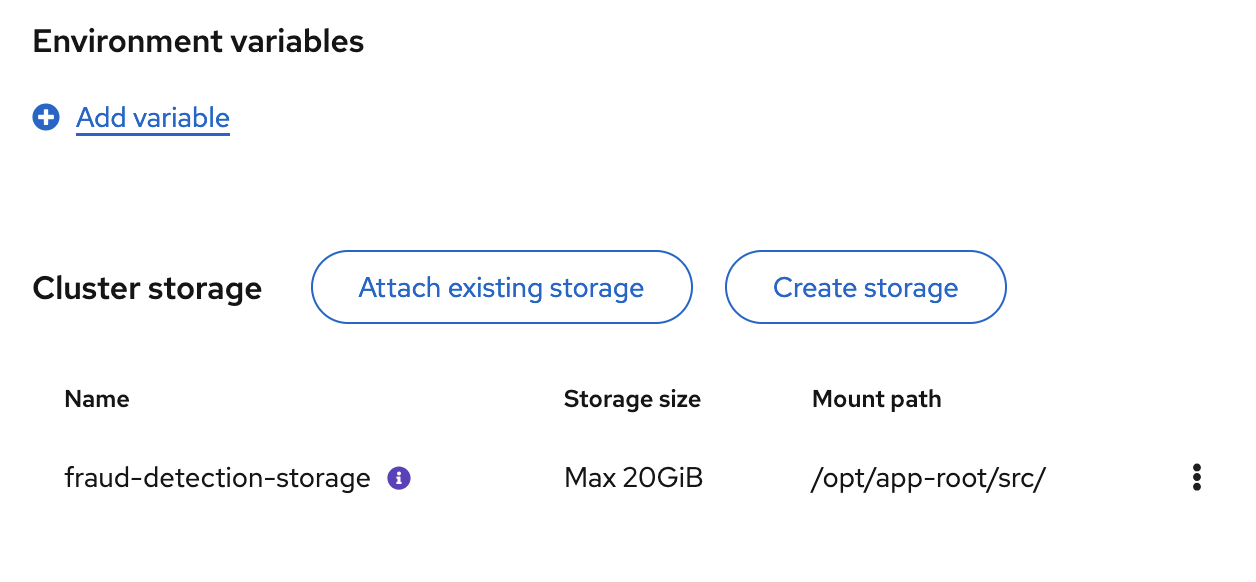 Environment variables
Add variable
Cluster storage Attach existing storage Create storage
Name Storage size Mount path
fraud-detection-storage Max 20GiB /opt/app-root/src/